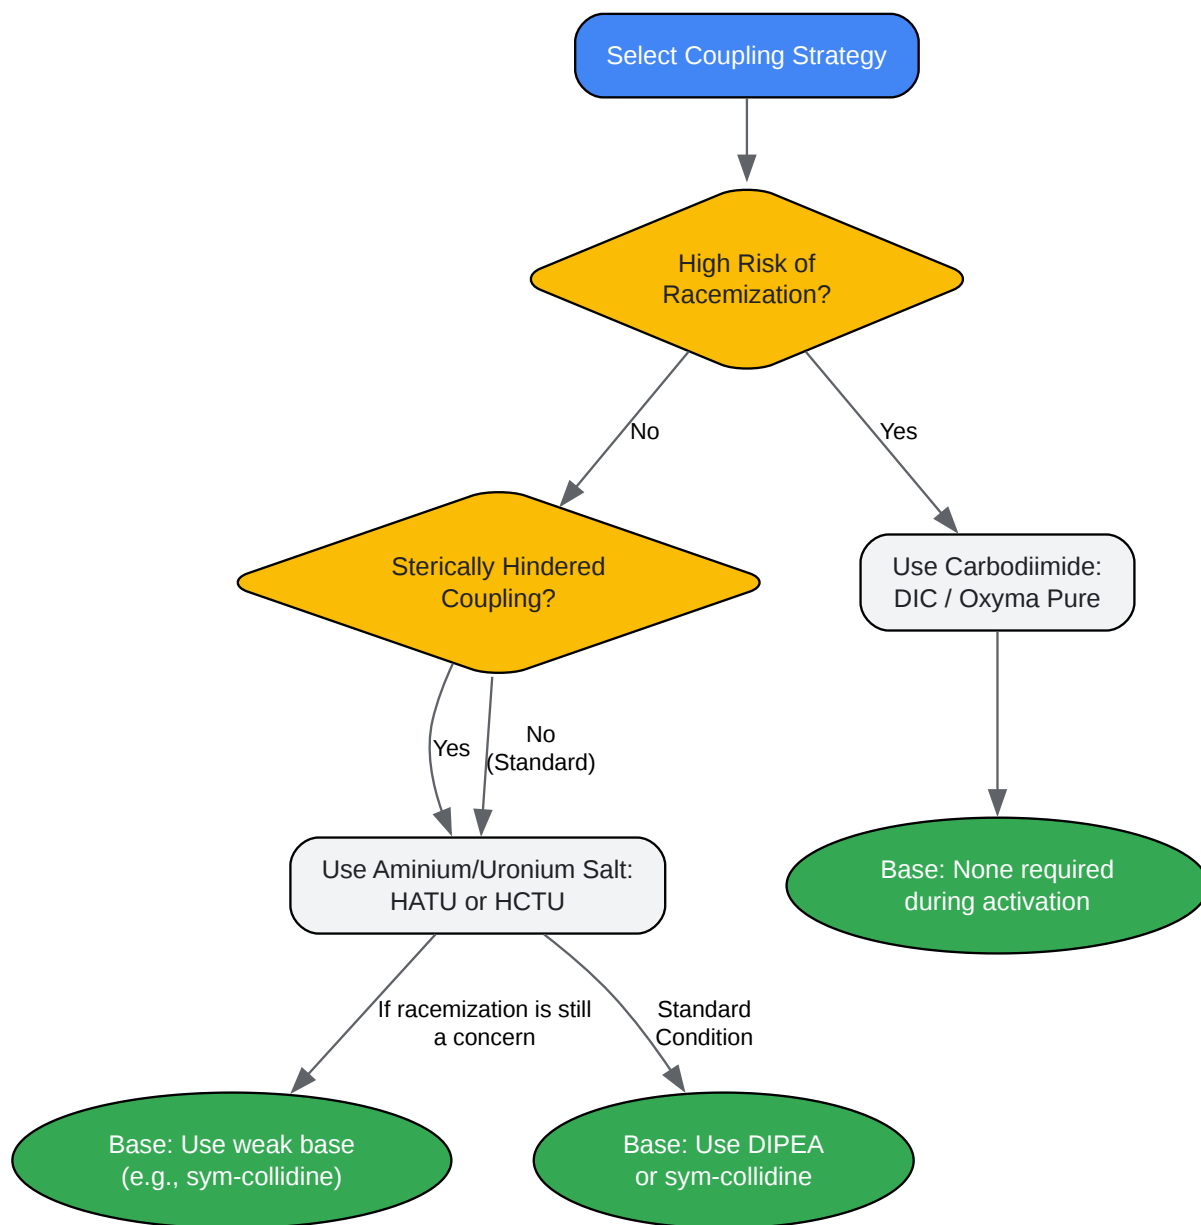 Select Coupling Strategy
High Risk of
Racemization?
No
Yes
Sterically Hindered
Coupling?
Use Carbodiimide:
DIC / Oxyma Pure
Yes
No
(Standard)
Use Aminium/Uronium Salt:
HATU or HCTU
Base: None required
during activation
If racemization is still
a concern
Standard
Condition
Base: Use weak base
(e.g., sym-collidine)
Base: Use DIPEA
or sym-collidine